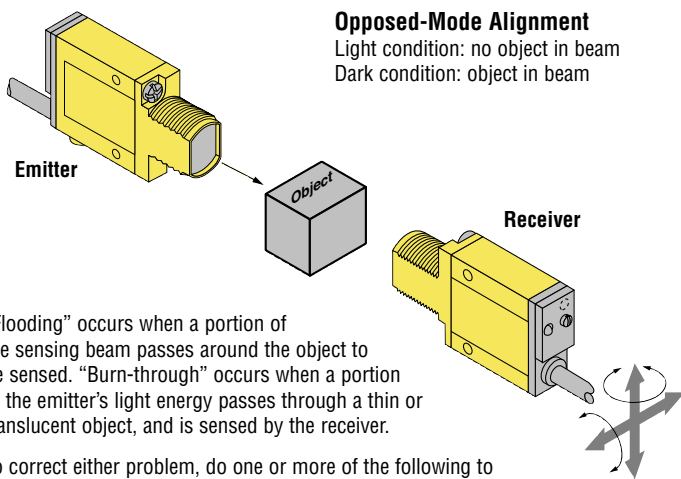 Opposed-Mode Alignment
Light condition: no object in beam
Dark condition: object in beam
Emitter
Object
Receiver
looding” occurs when a portion of
e sensing beam passes around the object to
e sensed. “Burn-through” occurs when a portion
the emitter’s light energy passes through a thin or
anslucent object, and is sensed by the receiver.
o correct either problem, do one or more of the following to